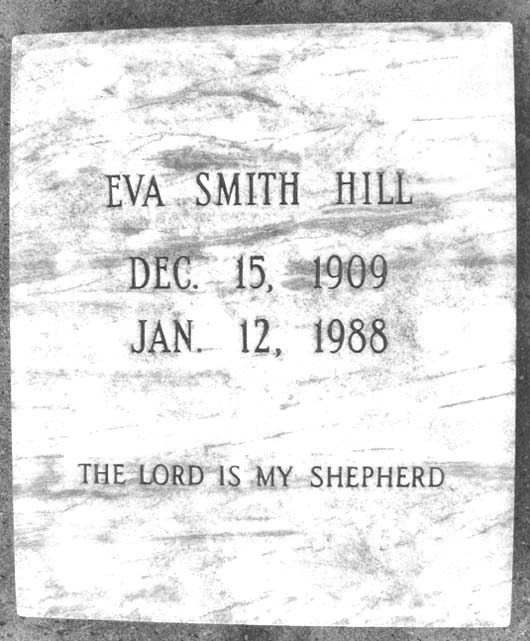 EVA SMITH HILL
DEC. 15, 1909
JAN. 12, 1988
THE LORD IS MY SHEPHERD